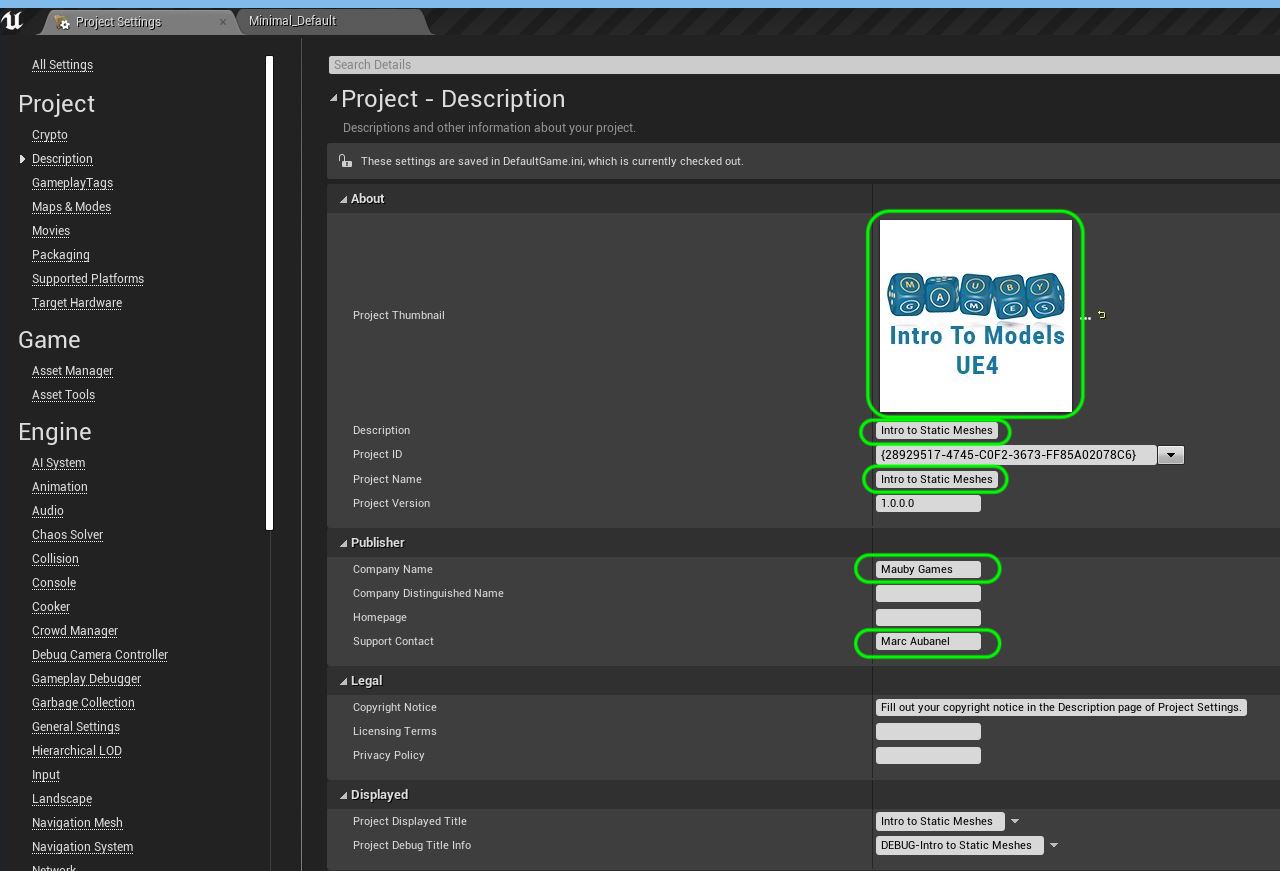 Project Settings
Minimal_Default
All Settings
Project
Crypto
Description
GameplayTags
Maps & Modes
Movies
Packaging
Supported Platforms
Target Hardware
Game
Asset Manager
Asset Tools
Engine
AI System
Animation
Audio
Chaos Solver
Collision
Console
Cooker
Crowd Manager
Debug Camera Controller
Gameplay Debugger
Garbage Collection
General Settings
Hierarchical LOD
Input
Landscape
Navigation Mesh
Navigation System
Network
Search Details
Project - Description
Descriptions and other information about your project.
These settings are saved in DefaultGame.ini, which is currently checked out.
About
Project Thumbnail
M A U B Y
G A M E S
Intro To Models
UE4
...
Description Intro to Static Meshes
Project ID {28929517-4745-C0F2-3673-FF85A02078C6}
Project Name Intro to Static Meshes
Project Version 1.0.0.0
Publisher
Company Name Mauby Games
Company Distinguished Name
Homepage
Support Contact Marc Aubanel
Legal
Copyright Notice Fill out your copyright notice in the Description page of Project Settings.
Licensing Terms
Privacy Policy
Displayed
Project Displayed Title Intro to Static Meshes
Project Debug Title Info DEBUG-Intro to Static Meshes